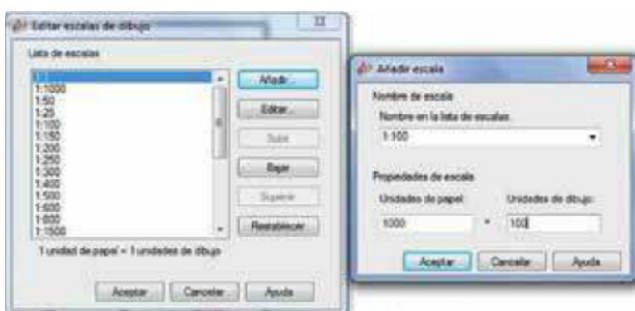 Editar escalas de dibujo
Lista de escalas
1:1
1:1000
1:50
1:25
1:100
1:150
1:200
1:250
1:300
1:400
1:500
1:600
1:800
1:1500
Añadir...
Editar...
Subir
Bajar
Suprimir
Restablecer
1 unidad de papel = 1 unidades de dibujo
Aceptar
Cancelar
Ayuda
Añadir escala
Nombre de escala
Nombre en la lista de escalas:
1:100
Propiedades de escala
Unidades de papel:
Unidades de dibujo:
1000
=
100
Aceptar
Cancelar
Ayuda